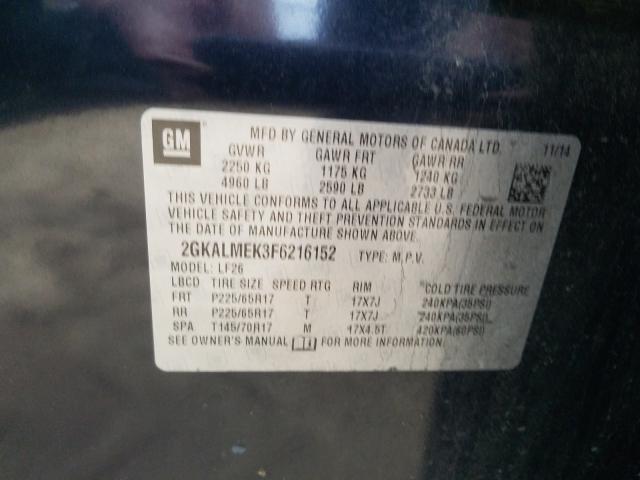 GM
MFD BY GENERAL MOTORS OF CANADA LTD. 11/14
GVWR GAWR FRT GAWR RR
2250 KG 1175 KG 1240 KG
4960 LB 2590 LB 2733 LB
THIS VEHICLE CONFORMS TO ALL APPLICABLE U.S. FEDERAL MOTOR
VEHICLE SAFETY AND THEFT PREVENTION STANDARDS IN EFFECT ON
THE DATE OF MANUFACTURE SHOWN ABOVE.
2GKALMEK3F6216152 TYPE: M.P.V.
MODEL: LF26
LBCD TIRE SIZE SPEED RTG RIM COLD TIRE PRESSURE
FRT P225/65R17 T 17X7J 240KPA(35PSI)
RR P225/65R17 T 17X7J 240KPA(35PSI)
SPA T145/70R17 M 17X4.5T 420KPA(60PSI)
SEE OWNER'S MANUAL FOR MORE INFORMATION.